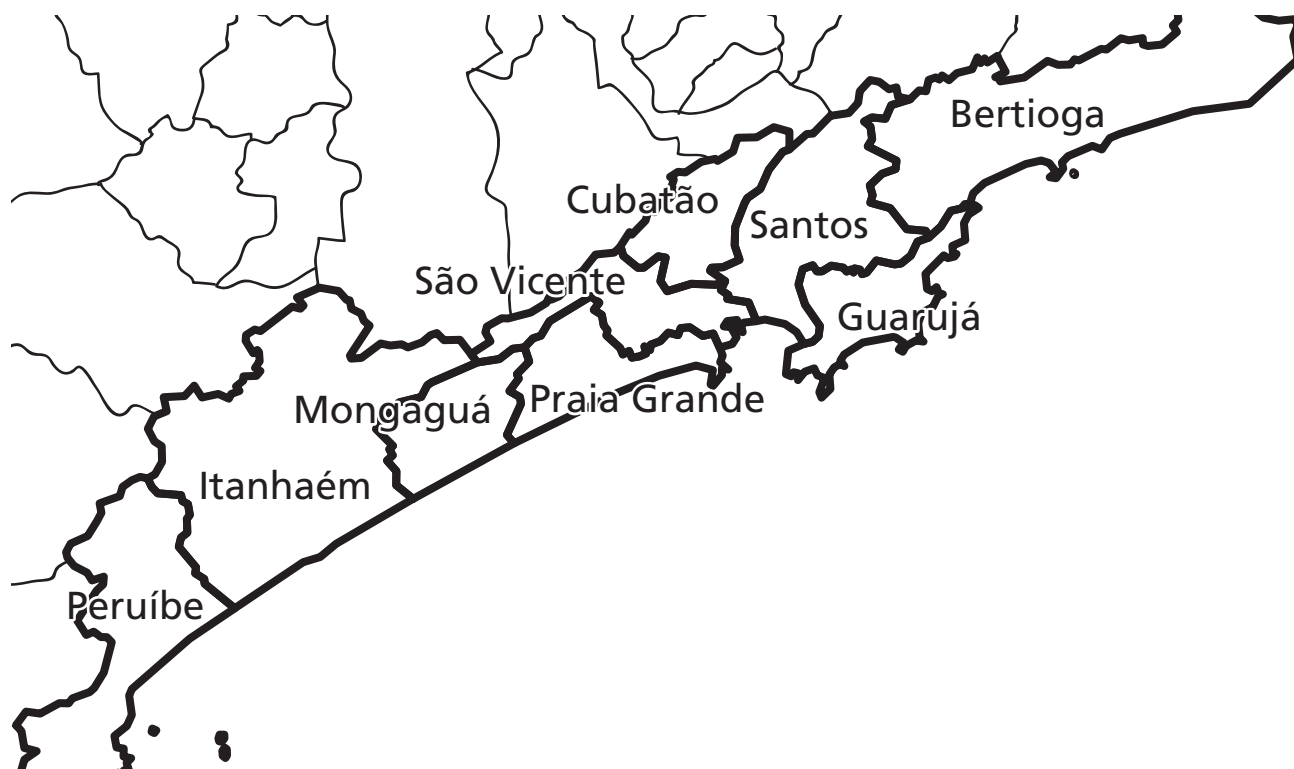 Bertioga
Cubatão
Santos
São Vicente
Guarujá
Praia Grande
Mongaguá
Itanhaém
Peruíbe